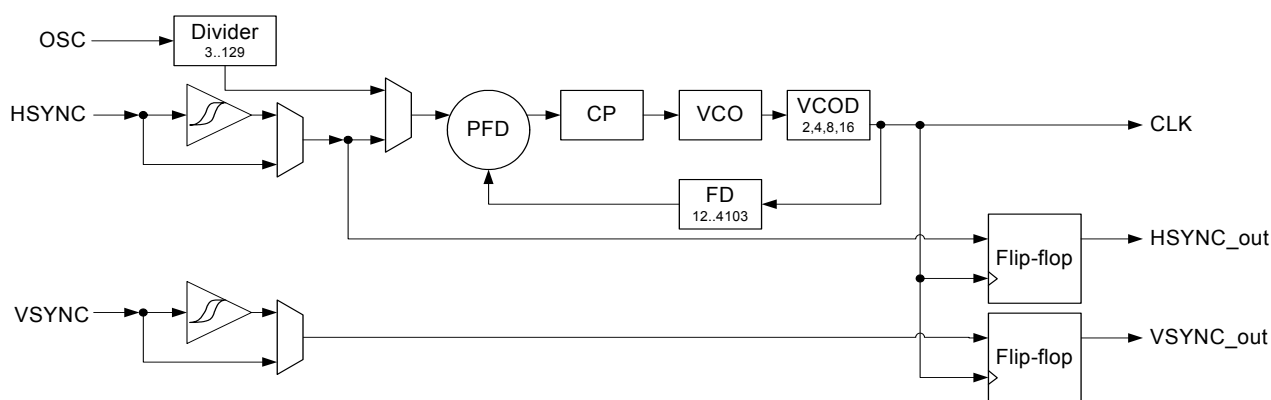 OSC
Divider
3..129
HSYNC
PFD
CP
VCO
VCOD
2,4,8,16
CLK
FD
12..4103
Flip-flop
HSYNC_out
VSYNC
Flip-flop
VSYNC_out